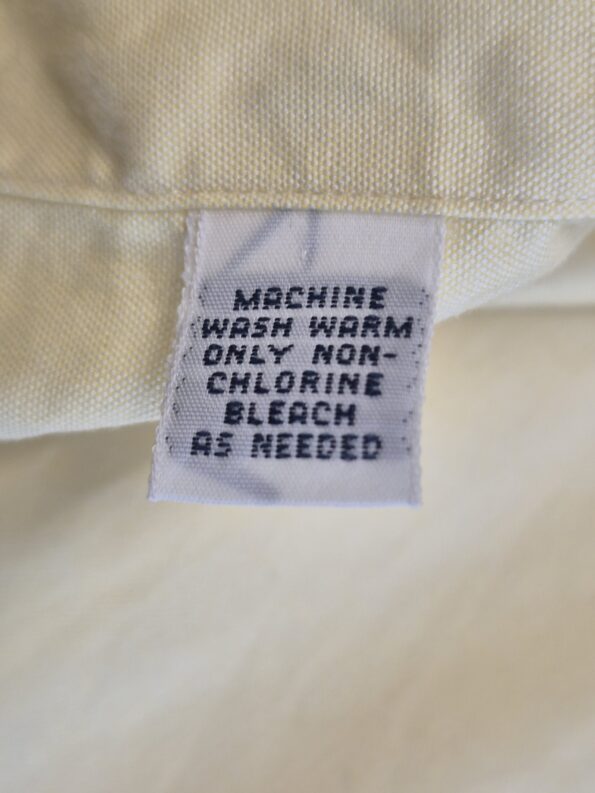 MACHINE
WASH WARM
ONLY NON-
CHLORINE
BLEACH
AS NEEDED